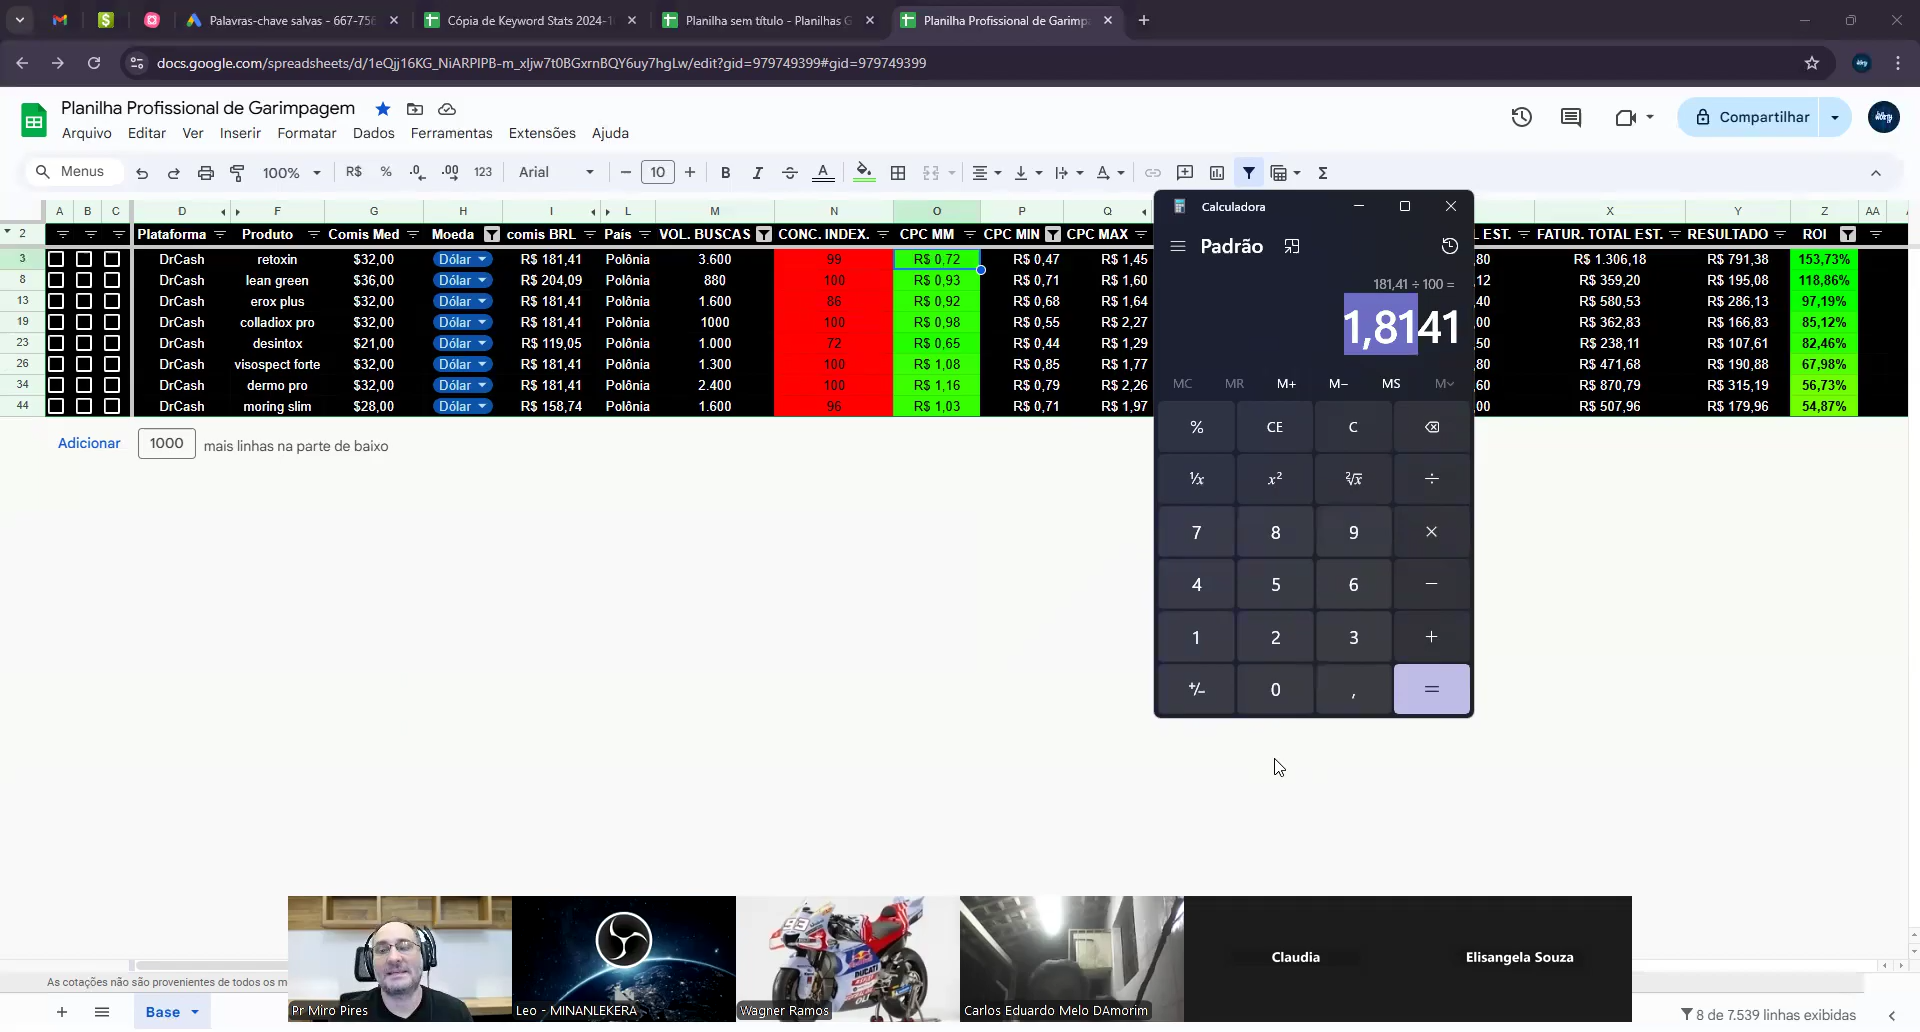 Palavras-chave salvas - 667-756
Cópia de Keyword Stats 2024-1
Planilha sem título - Planilhas G
Planilha Profissional de Garimpa
docs.google.com/spreadsheets/d/1eQjj16KG_NiARPIPB-m_xljw7t0BGxrnBQY6uy7hgLw/edit?gid=979749399#gid=979749399
Planilha Profissional de Garimpagem
Arquivo Editar Ver Inserir Formatar Dados Ferramentas Extensões Ajuda
Compartilhar
Menus 100% R$ % .0 .00 123 Arial 10 B I A Σ
A B C D F G H I L M N O P Q X Y Z AA
2 Plataforma Produto Comis Med Moeda comis BRL País VOL. BUSCAS CONC. INDEX. CPC MM CPC MIN CPC MAX EST. FATUR. TOTAL EST. RESULTADO ROI
3 DrCash retoxin $32,00 Dólar R$ 181,41 Polônia 3.600 99 R$ 0,72 R$ 0,47 R$ 1,45 80 R$ 1.306,18 R$ 791,38 153,73%
8 DrCash lean green $36,00 Dólar R$ 204,09 Polônia 880 100 R$ 0,93 R$ 0,71 R$ 1,60 12 R$ 359,20 R$ 195,08 118,86%
13 DrCash erox plus $32,00 Dólar R$ 181,41 Polônia 1.600 86 R$ 0,92 R$ 0,68 R$ 1,64 40 R$ 580,53 R$ 286,13 97,19%
19 DrCash colladiox pro $32,00 Dólar R$ 181,41 Polônia 1000 100 R$ 0,98 R$ 0,55 R$ 2,27 00 R$ 362,83 R$ 166,83 85,12%
23 DrCash desintox $21,00 Dólar R$ 119,05 Polônia 1.000 72 R$ 0,65 R$ 0,44 R$ 1,29 50 R$ 238,11 R$ 107,61 82,46%
26 DrCash visospect forte $32,00 Dólar R$ 181,41 Polônia 1.300 100 R$ 1,08 R$ 0,85 R$ 1,77 80 R$ 471,68 R$ 190,88 67,98%
34 DrCash dermo pro $32,00 Dólar R$ 181,41 Polônia 2.400 100 R$ 1,16 R$ 0,79 R$ 2,26 60 R$ 870,79 R$ 315,19 56,73%
44 DrCash moring slim $28,00 Dólar R$ 158,74 Polônia 1.600 96 R$ 1,03 R$ 0,71 R$ 1,97 00 R$ 507,96 R$ 179,96 54,87%
Adicionar 1000 mais linhas na parte de baixo
Calculadora
Padrão
181,41 ÷ 100 =
1,8141
MC MR M+ M− MS M
% CE C
¹/x x² ²√x ÷
7 8 9 ×
4 5 6 −
1 2 3 +
+/− 0 , =
As cotações não são provenientes de todos os m
Pr Miro Pires
Leo - MINANLEKERA
93
DUCATI
Wagner Ramos
Carlos Eduardo Melo DAmorim
Claudia
Elisangela Souza
Base
8 de 7.539 linhas exibidas